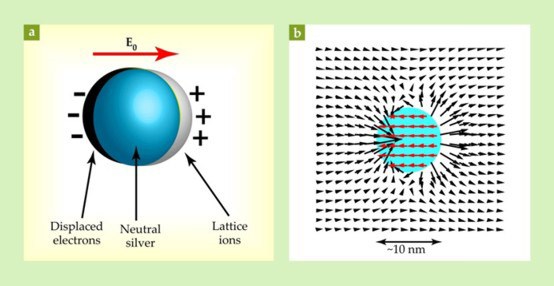 a
E₀
− +
− +
− +
Displaced
electrons
Neutral
silver
Lattice
ions
b
~10 nm